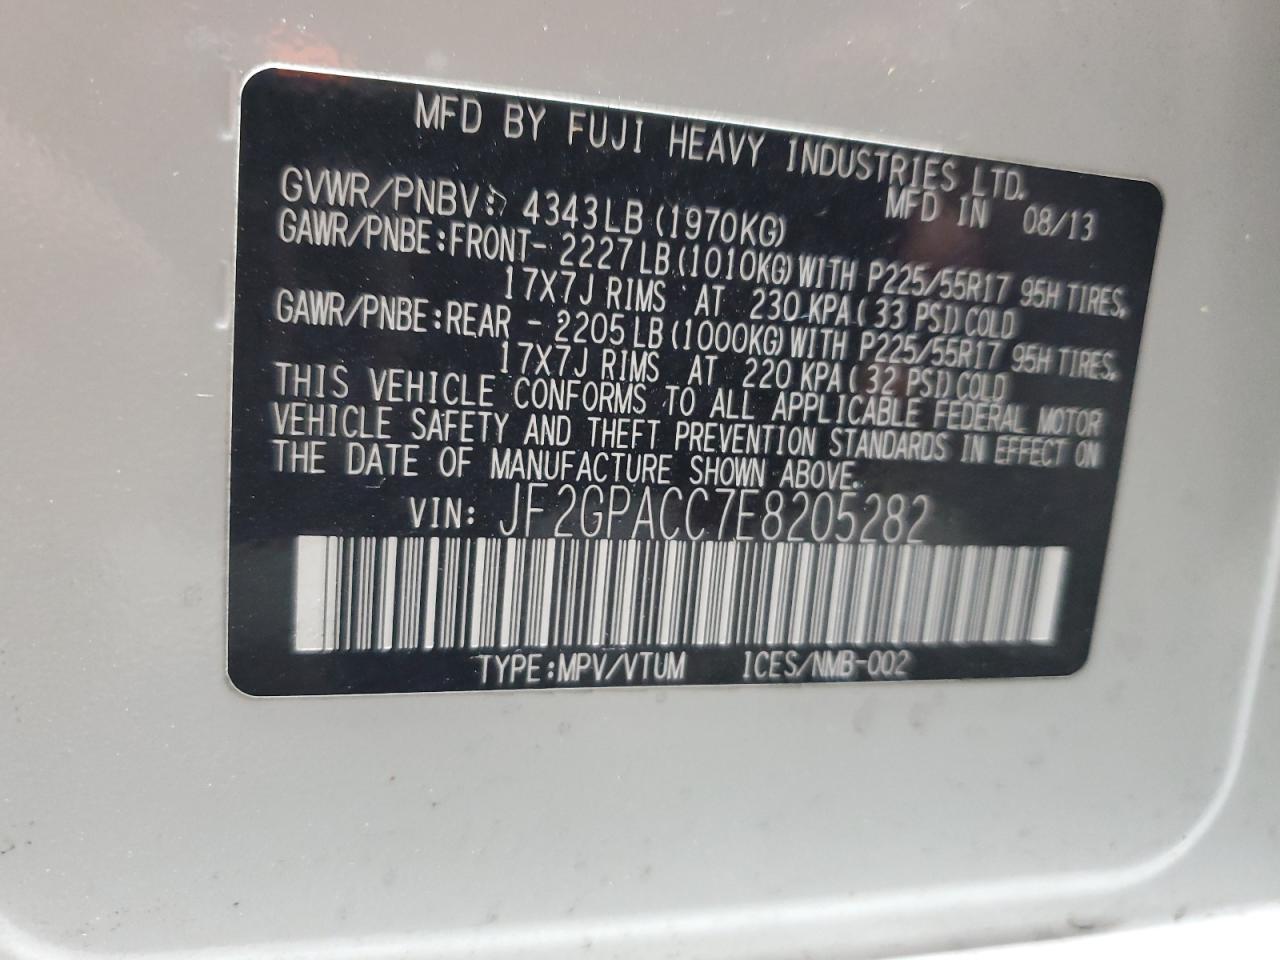 MFD BY FUJI HEAVY INDUSTRIES LTD.
MFD IN 08/13
GVWR/PNBV: 4343LB (1970KG)
GAWR/PNBE:FRONT- 2227LB (1010KG) WITH P225/55R17 95H TIRES,
17X7J RIMS AT 230 KPA( 33 PSI) COLD
GAWR/PNBE:REAR - 2205LB (1000KG) WITH P225/55R17 95H TIRES,
17X7J RIMS AT 220 KPA( 32 PSI) COLD
THIS VEHICLE CONFORMS TO ALL APPLICABLE FEDERAL MOTOR
VEHICLE SAFETY AND THEFT PREVENTION STANDARDS IN EFFECT ON
THE DATE OF MANUFACTURE SHOWN ABOVE.
VIN: JF2GPACC7E8205282
TYPE:MPV/VTUM ICES/NMB-002